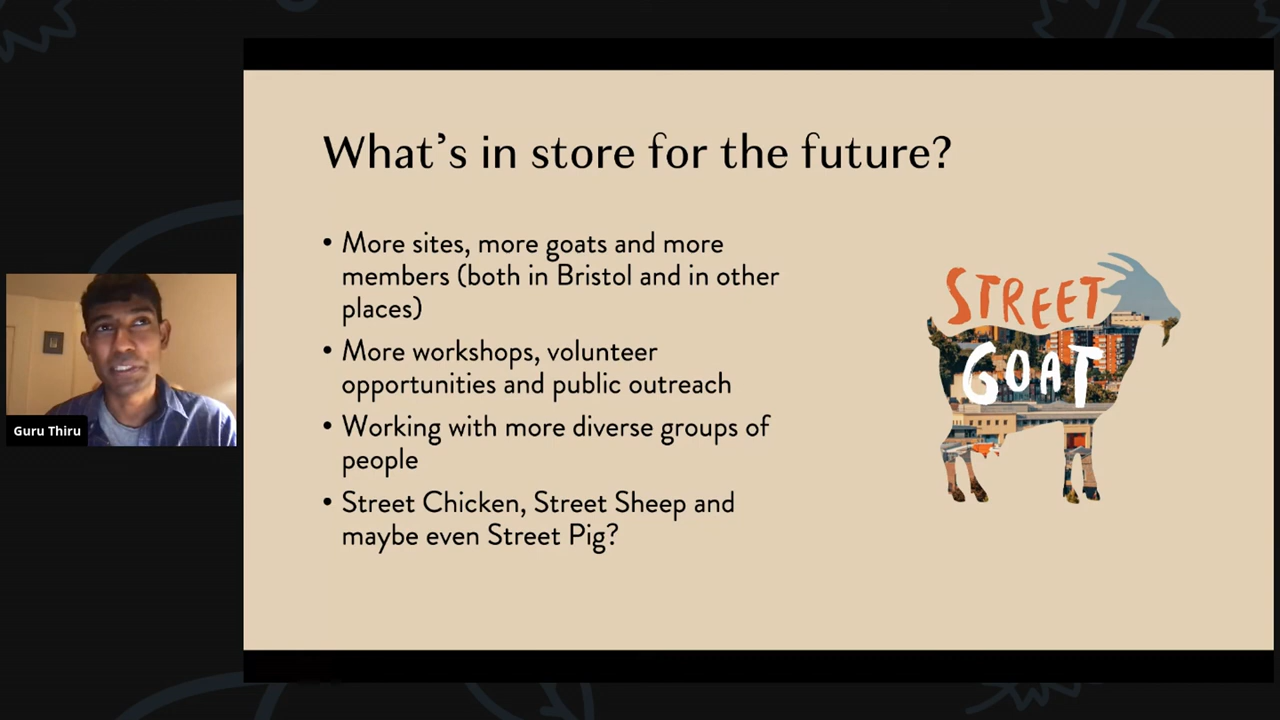 What's in store for the future?
• More sites, more goats and more
members (both in Bristol and in other
places)
• More workshops, volunteer
opportunities and public outreach
• Working with more diverse groups of
people
• Street Chicken, Street Sheep and
maybe even Street Pig?
STREET
GOAT
Guru Thiru